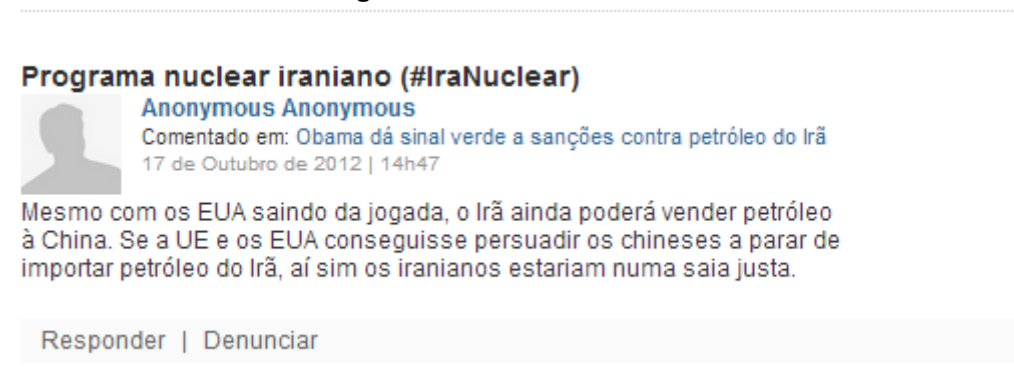 Programa nuclear iraniano (#IraNuclear)
Anonymous Anonymous
Comentado em: Obama dá sinal verde a sanções contra petróleo do Irã
17 de Outubro de 2012 | 14h47
Mesmo com os EUA saindo da jogada, o Irã ainda poderá vender petróleo
à China. Se a UE e os EUA conseguisse persuadir os chineses a parar de
importar petróleo do Irã, aí sim os iranianos estariam numa saia justa.
Responder | Denunciar